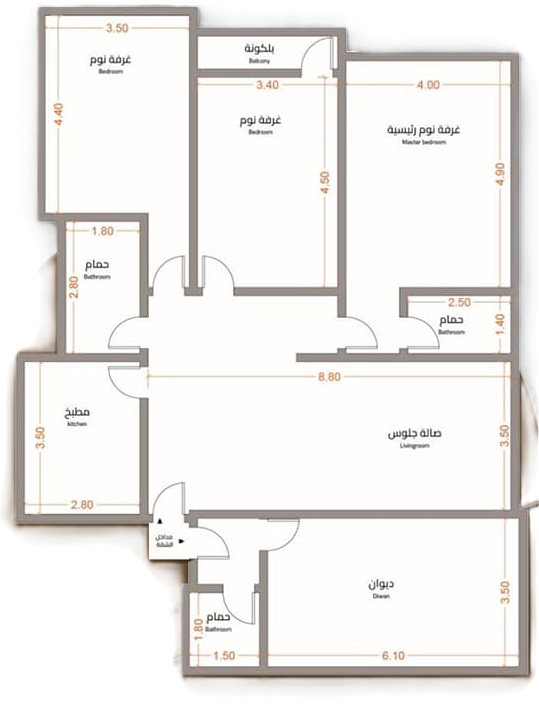 3.50
غرفة نوم
Bedroom
4.40
بلكونة
Balcony
3.40
غرفة نوم
Bedroom
4.50
4.00
غرفة نوم رئيسية
Master bedroom
4.90
1.80
حمام
Bathroom
2.80
2.50
حمام
Bathroom
1.40
8.80
مطبخ
kitchen
3.50
2.80
صالة جلوس
Livingroom
3.50
مداخل
الشقة
ديوان
Diwan
3.50
حمام
Bathroom
1.80
1.50
6.10